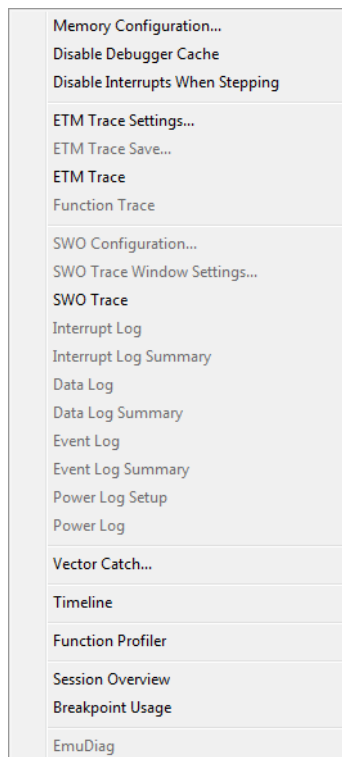 Memory Configuration...
Disable Debugger Cache
Disable Interrupts When Stepping
ETM Trace Settings...
ETM Trace Save...
ETM Trace
Function Trace
SWO Configuration...
SWO Trace Window Settings...
SWO Trace
Interrupt Log
Interrupt Log Summary
Data Log
Data Log Summary
Event Log
Event Log Summary
Power Log Setup
Power Log
Vector Catch...
Timeline
Function Profiler
Session Overview
Breakpoint Usage
EmuDiag